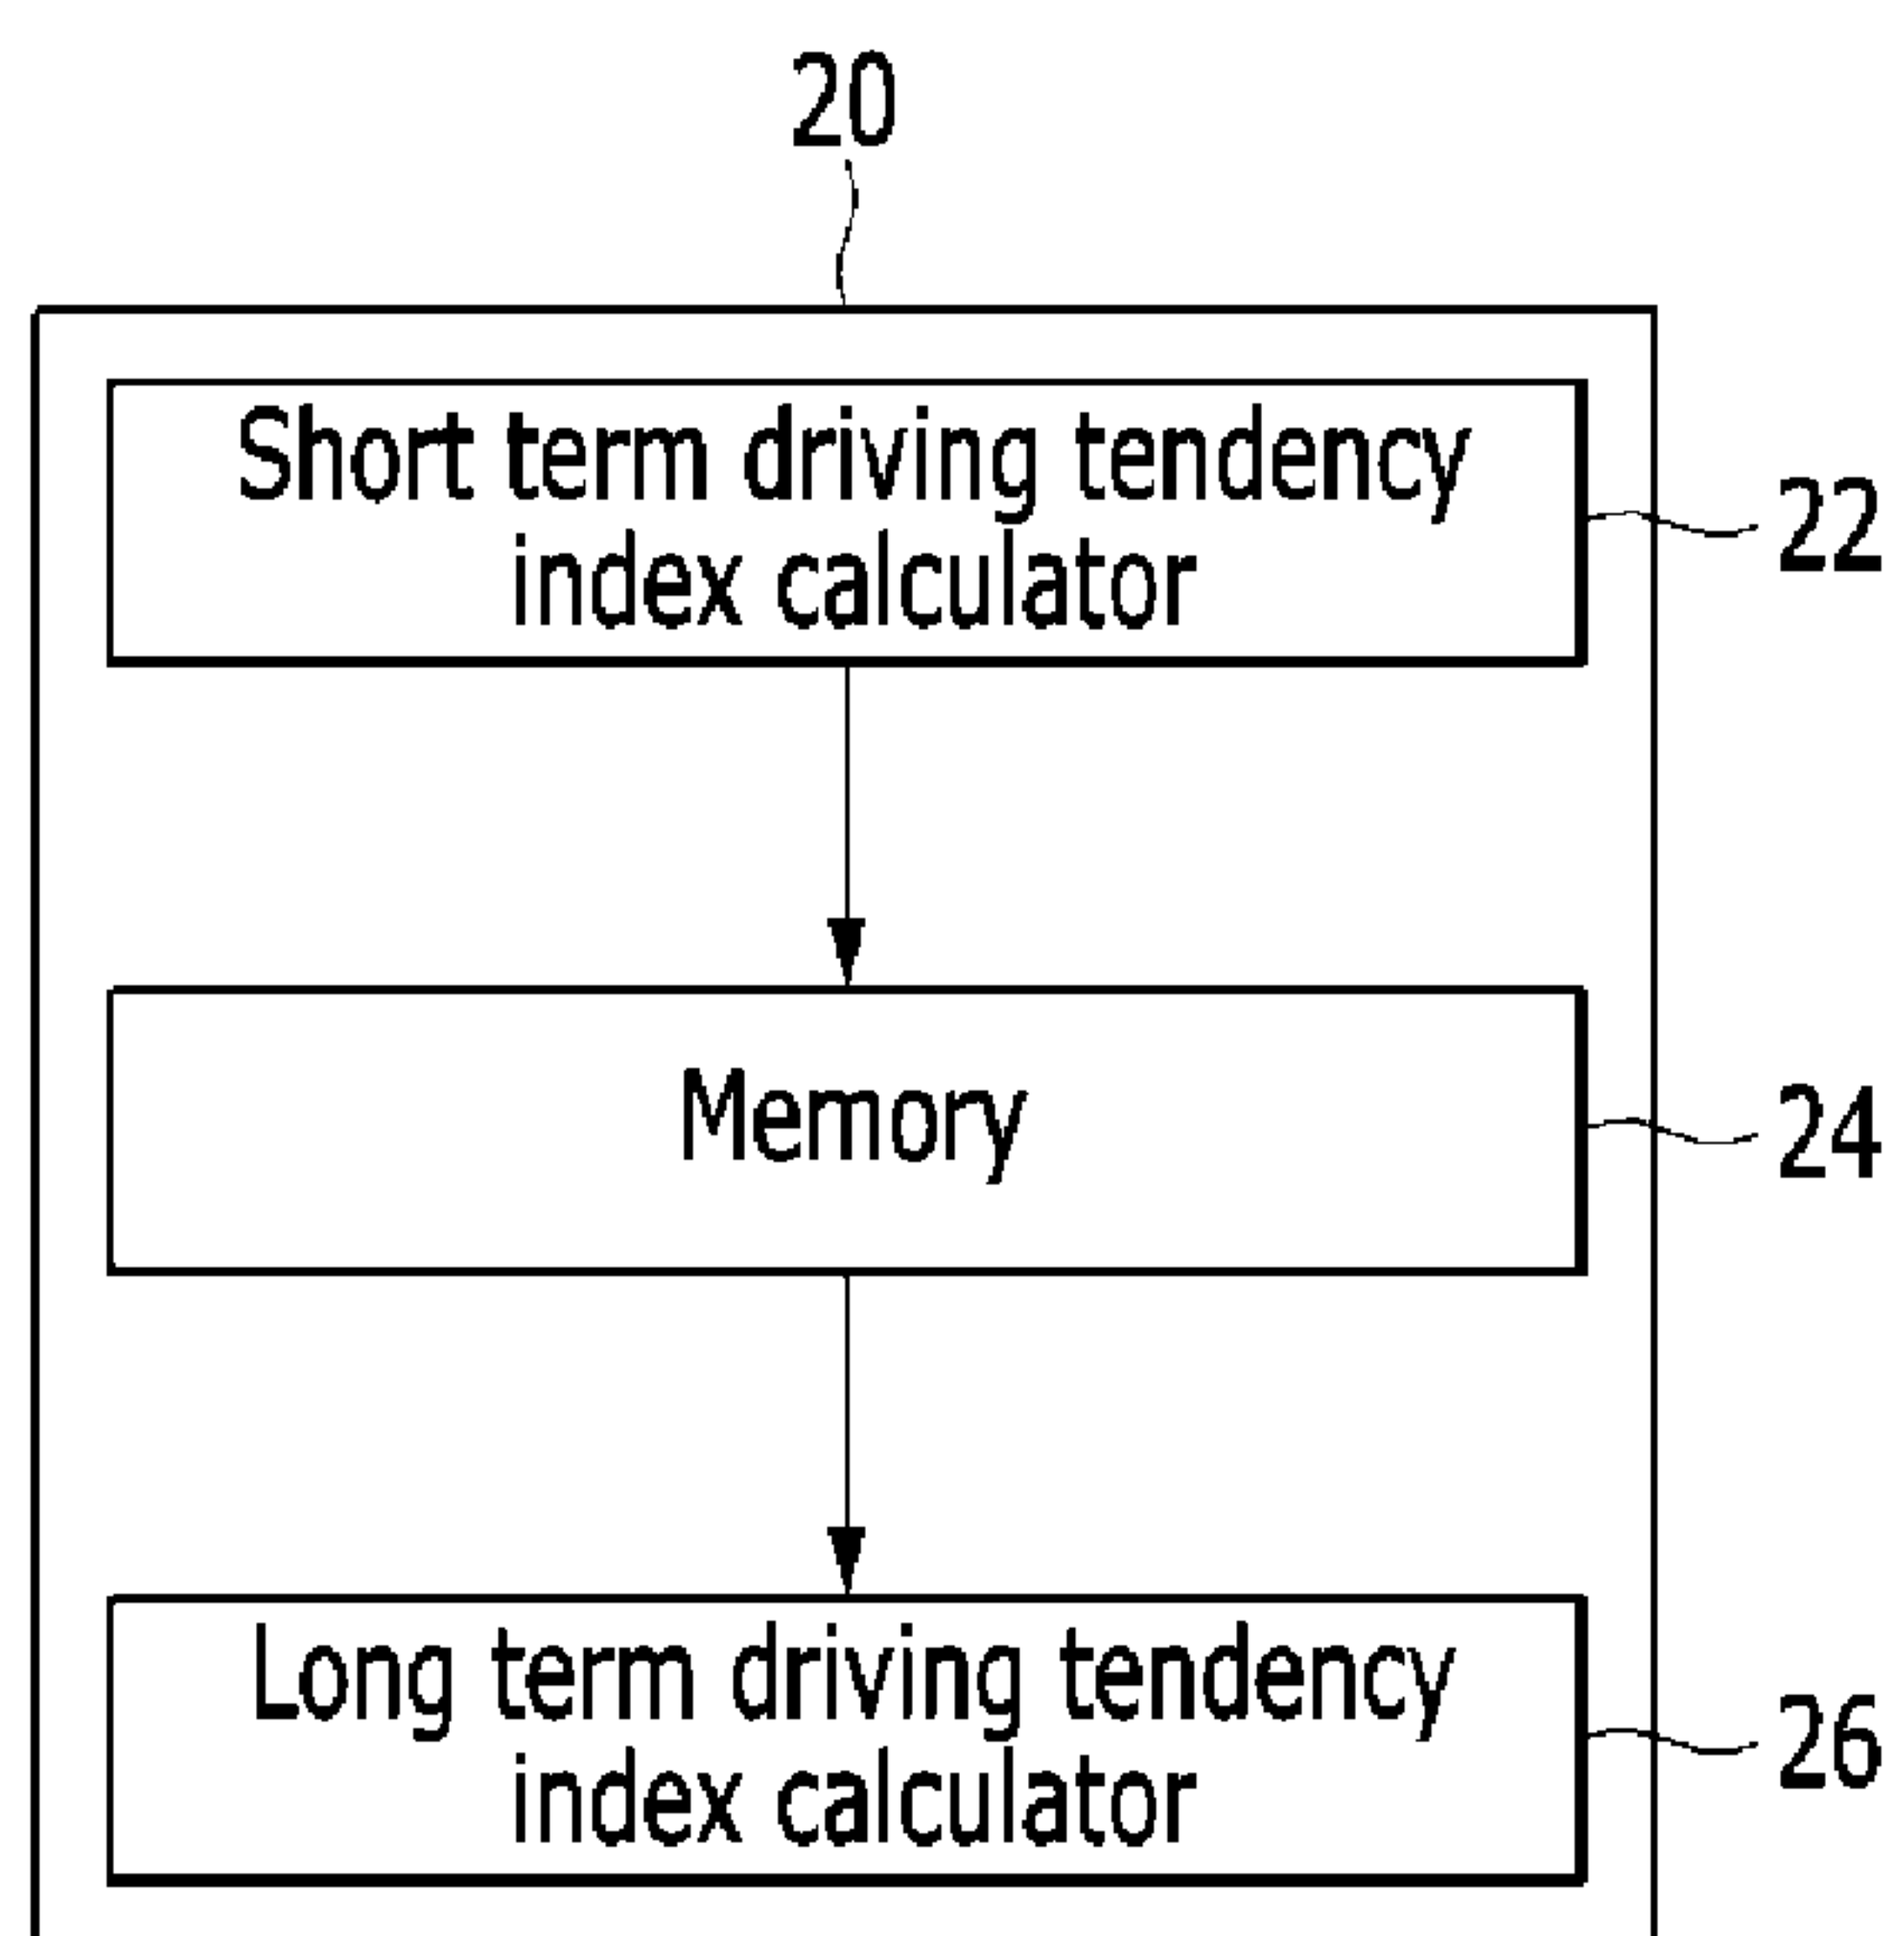 20
Short term driving tendency
index calculator
22
Memory
24
Long term driving tendency
index calculator
26